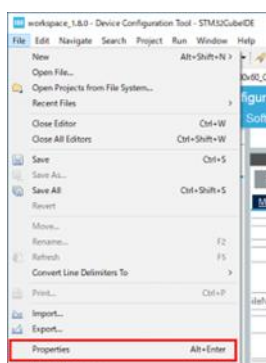 workspace_1.8.0 - Device Configuration Tool - STM32CubeIDE
File Edit Navigate Search Project Run Window Help
New Alt+Shift+N >
Open File...
Open Projects from File System...
Recent Files >
Close Editor Ctrl+W
Close All Editors Ctrl+Shift+W
Save Ctrl+S
Save As...
Save All Ctrl+Shift+S
Revert
Move...
Rename... F2
Refresh F5
Convert Line Delimiters To >
Print... Ctrl+P
Import...
Export...
Properties Alt+Enter